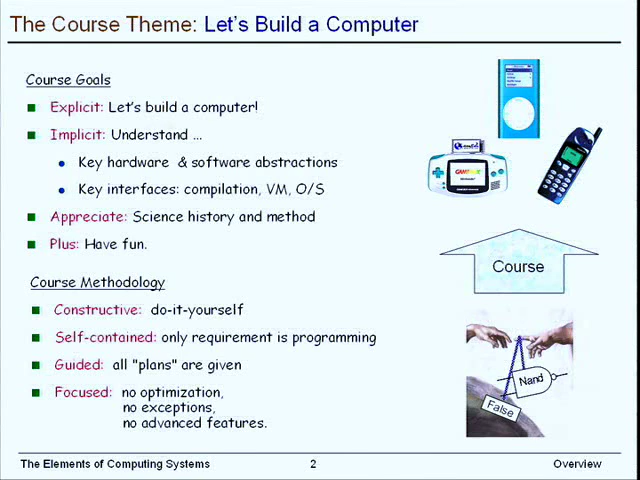 The Course Theme: Let's Build a Computer
Course Goals
Explicit: Let's build a computer!
Implicit: Understand …
Key hardware & software abstractions
Key interfaces: compilation, VM, O/S
Appreciate: Science history and method
Plus: Have fun.
Course Methodology
Constructive: do-it-yourself
Self-contained: only requirement is programming
Guided: all "plans" are given
Focused: no optimization,
no exceptions,
no advanced features.
Course
Nand
False
The Elements of Computing Systems
2
Overview